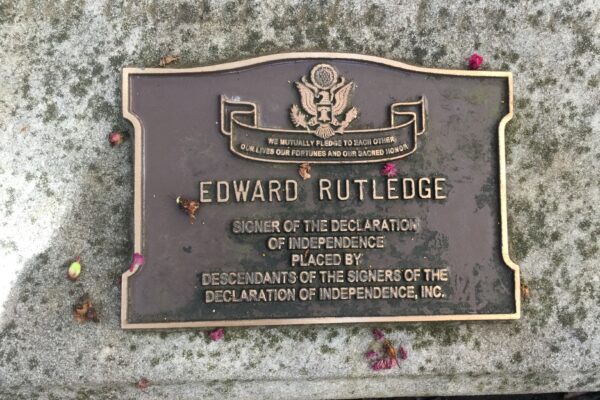 WE MUTUALLY PLEDGE TO EACH OTHER
OUR LIVES OUR FORTUNES AND OUR SACRED HONOR
EDWARD RUTLEDGE
SIGNER OF THE DECLARATION
OF INDEPENDENCE
PLACED BY
DESCENDANTS OF THE SIGNERS OF THE
DECLARATION OF INDEPENDENCE, INC.